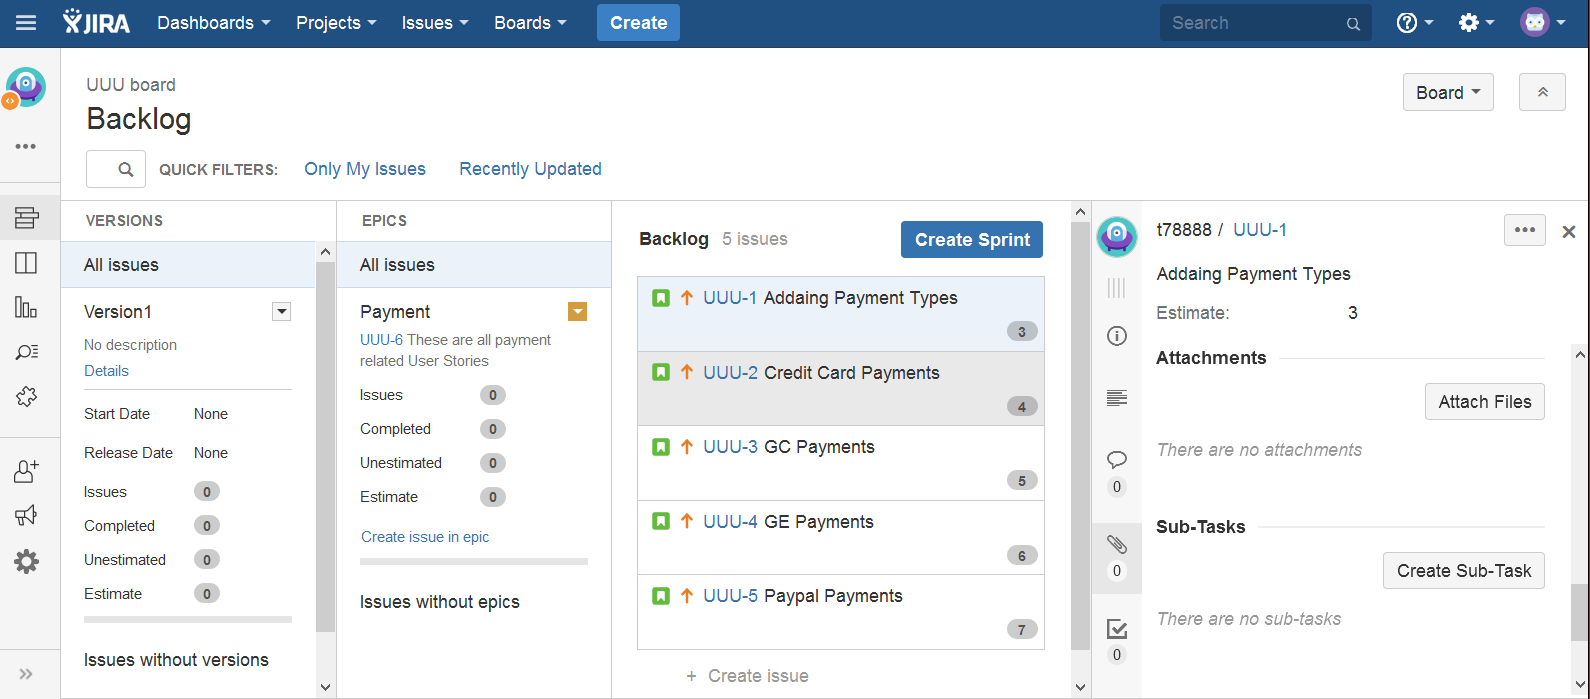 JIRA Dashboards Projects Issues Boards Create Search
UUU board
Backlog
Board
QUICK FILTERS: Only My Issues Recently Updated
VERSIONS
All issues
Version1
No description
Details
Start Date None
Release Date None
Issues 0
Completed 0
Unestimated 0
Estimate 0
Issues without versions
EPICS
All issues
Payment
UUU-6 These are all payment
related User Stories
Issues 0
Completed 0
Unestimated 0
Estimate 0
Create issue in epic
Issues without epics
Backlog 5 issues Create Sprint
UUU-1 Addaing Payment Types
3
UUU-2 Credit Card Payments
4
UUU-3 GC Payments
5
UUU-4 GE Payments
6
UUU-5 Paypal Payments
7
+ Create issue
0
0
0
t78888 / UUU-1
Addaing Payment Types
Estimate: 3
Attachments
Attach Files
There are no attachments
Sub-Tasks
Create Sub-Task
There are no sub-tasks